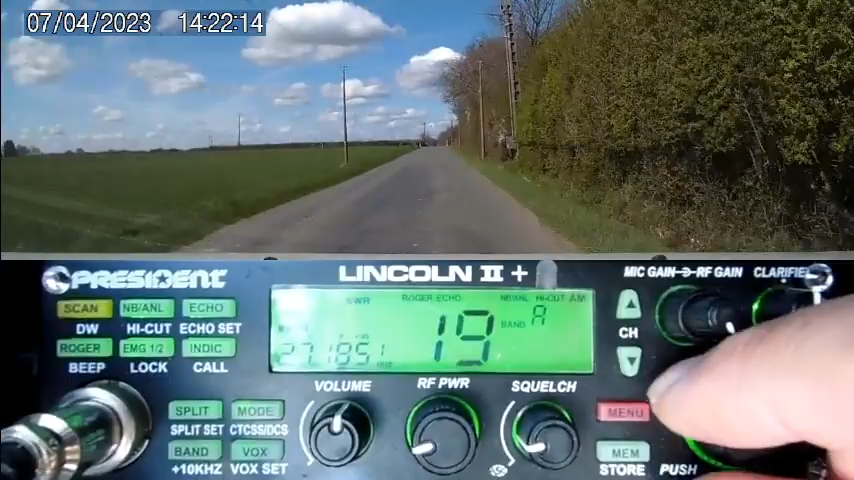 07/04/2023 14:22:14
PRESIDENT LINCOLN II + MIC GAIN RF GAIN CLARIFIE
SCAN NB/ANL ECHO
DW HI-CUT ECHO SET
ROGER EMG 1/2 INDIC
BEEP LOCK CALL
SWR ROGER ECHO NB/ANL HI-CUT AM
19 BAND A
27.1851
CH
VOLUME RF PWR SQUELCH
SPLIT MODE
SPLIT SET CTCSS/DCS
BAND VOX
+10KHZ VOX SET
MENU
MEM
STORE PUSH